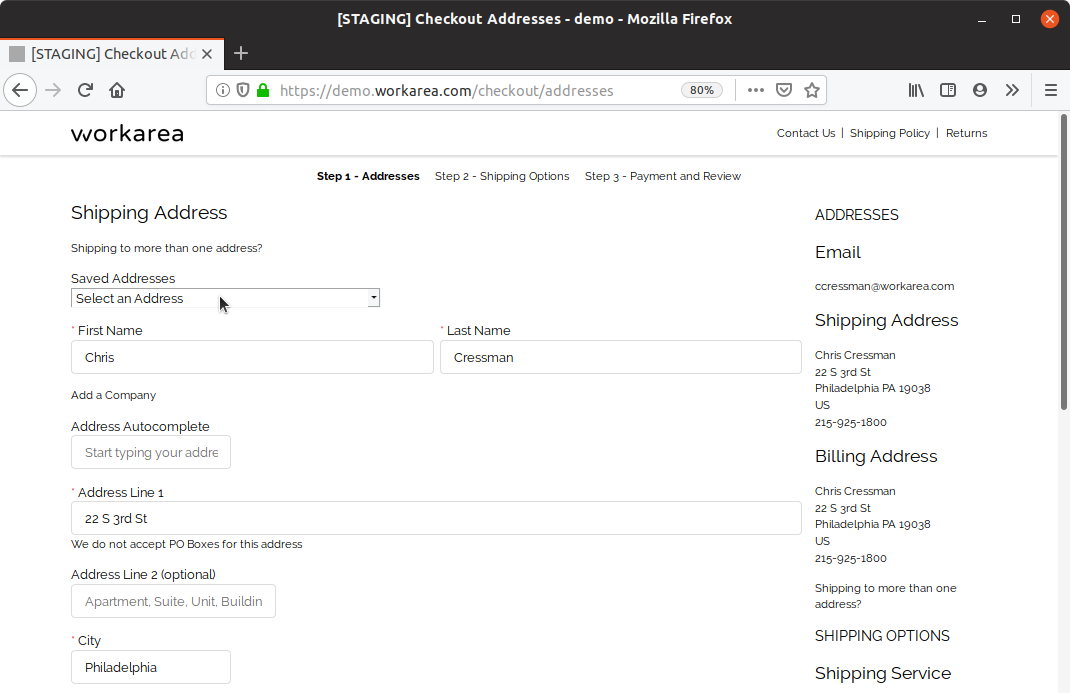 [STAGING] Checkout Addresses - demo - Mozilla Firefox
[STAGING] Checkout Add
https://demo.workarea.com/checkout/addresses
80%
workarea
Contact Us | Shipping Policy | Returns
Step 1 - Addresses Step 2 - Shipping Options Step 3 - Payment and Review
Shipping Address
Shipping to more than one address?
Saved Addresses
Select an Address
* First Name
Chris
* Last Name
Cressman
Add a Company
Address Autocomplete
Start typing your addre
* Address Line 1
22 S 3rd St
We do not accept PO Boxes for this address
Address Line 2 (optional)
Apartment, Suite, Unit, Buildin
* City
Philadelphia
ADDRESSES
Email
ccressman@workarea.com
Shipping Address
Chris Cressman
22 S 3rd St
Philadelphia PA 19038
US
215-925-1800
Billing Address
Chris Cressman
22 S 3rd St
Philadelphia PA 19038
US
215-925-1800
Shipping to more than one
address?
SHIPPING OPTIONS
Shipping Service